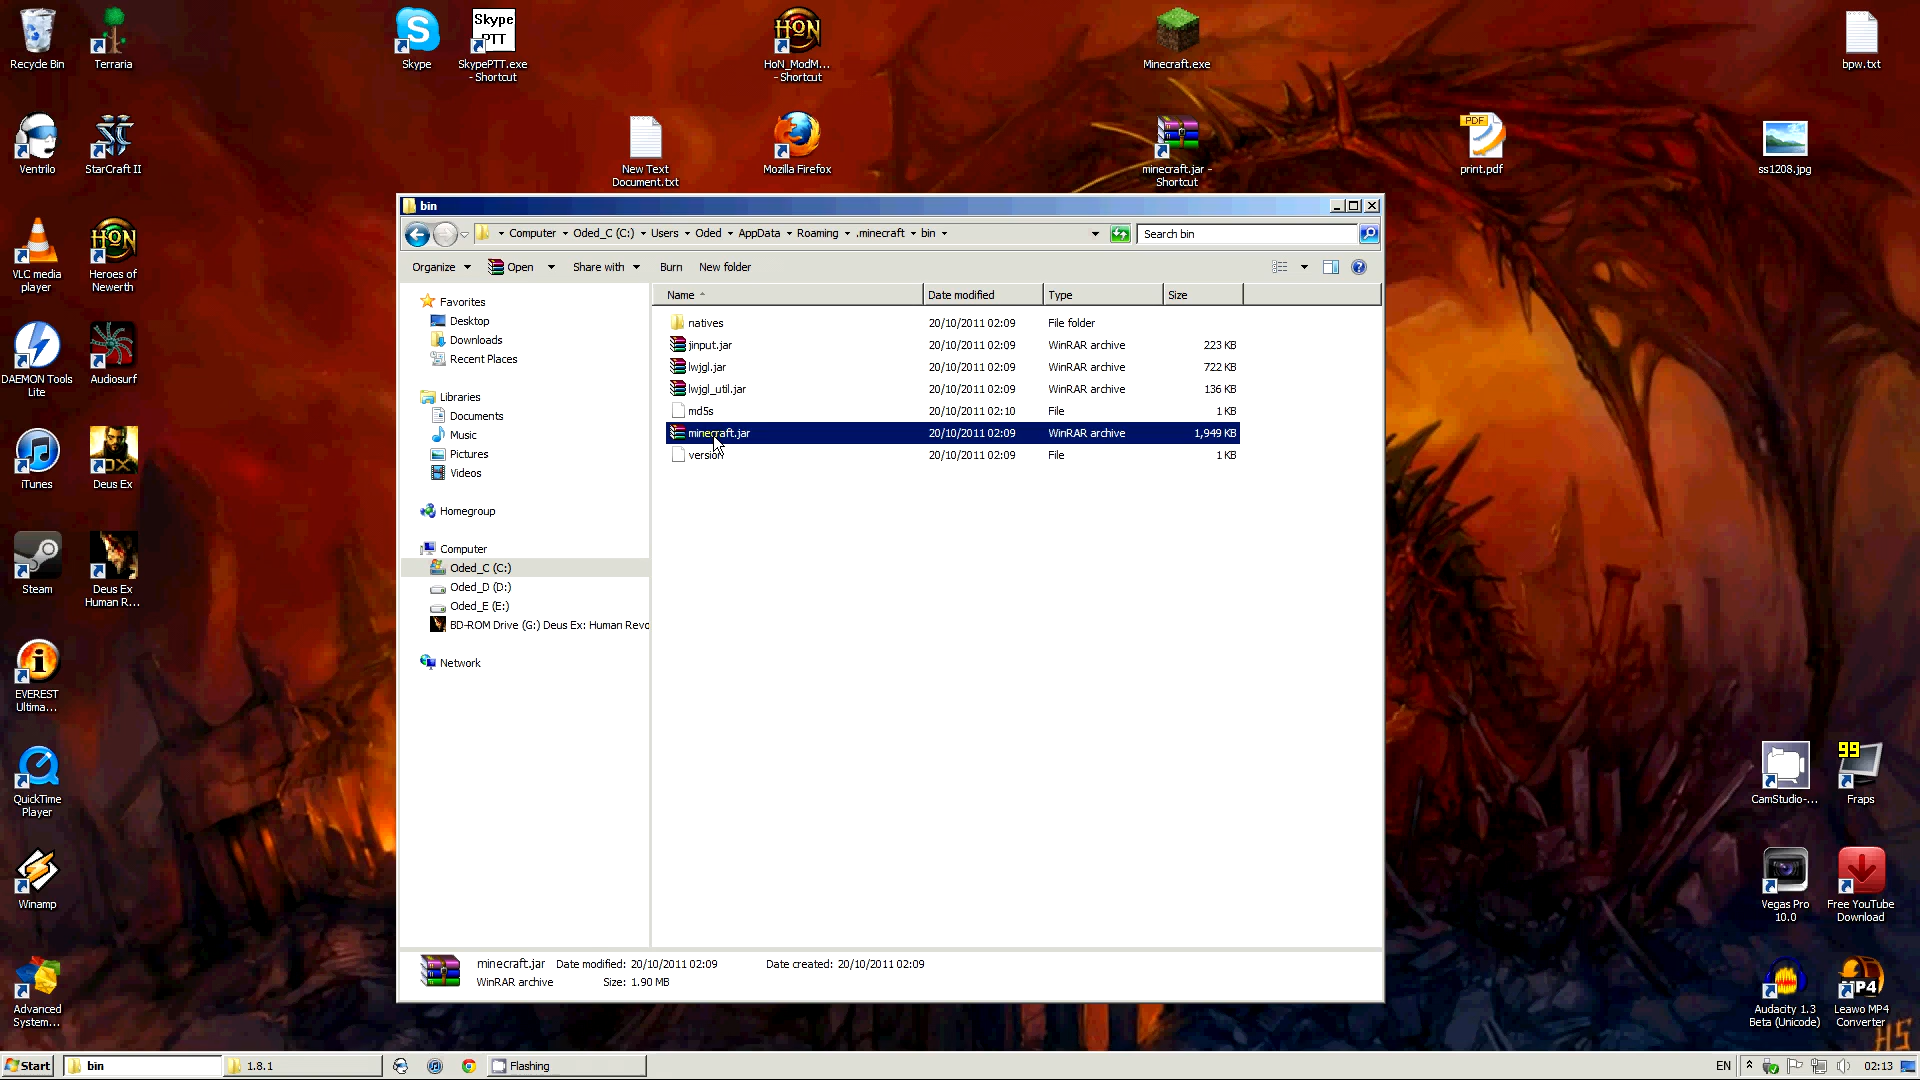 Recycle Bin
Terraria
Skype
Skype
PTT
SkypePTT.exe
- Shortcut
HoN
HoN_ModM...
- Shortcut
Minecraft.exe
bpw.txt
Ventrilo
StarCraft II
New Text
Document.txt
Mozilla Firefox
minecraft.jar -
Shortcut
PDF
print.pdf
ss1208.jpg
VLC media
player
HoN
Heroes of
Newerth
DAEMON Tools
Lite
Audiosurf
iTunes
Deus Ex
Steam
Deus Ex
Human R...
EVEREST
Ultima...
QuickTime
Player
Winamp
Advanced
System...
bin
Computer
Oded_C (C:)
Users
Oded
AppData
Roaming
.minecraft
bin
Search bin
Organize
Open
Share with
Burn
New folder
Favorites
Desktop
Downloads
Recent Places
Libraries
Documents
Music
Pictures
Videos
Homegroup
Computer
Oded_C (C:)
Oded_D (D:)
Oded_E (E:)
BD-ROM Drive (G:) Deus Ex: Human Revo
Network
Name Date modified Type Size
natives 20/10/2011 02:09 File folder
jinput.jar 20/10/2011 02:09 WinRAR archive 223 KB
lwjgl.jar 20/10/2011 02:09 WinRAR archive 722 KB
lwjgl_util.jar 20/10/2011 02:09 WinRAR archive 136 KB
md5s 20/10/2011 02:10 File 1 KB
minecraft.jar 20/10/2011 02:09 WinRAR archive 1,949 KB
version 20/10/2011 02:09 File 1 KB
minecraft.jar Date modified: 20/10/2011 02:09 Date created: 20/10/2011 02:09
WinRAR archive Size: 1.90 MB
CamStudio-...
99
Fraps
Vegas Pro
10.0
Free YouTube
Download
Audacity 1.3
Beta (Unicode)
MP4
Leawo MP4
Converter
Start
bin
1.8.1
Flashing
EN
02:13